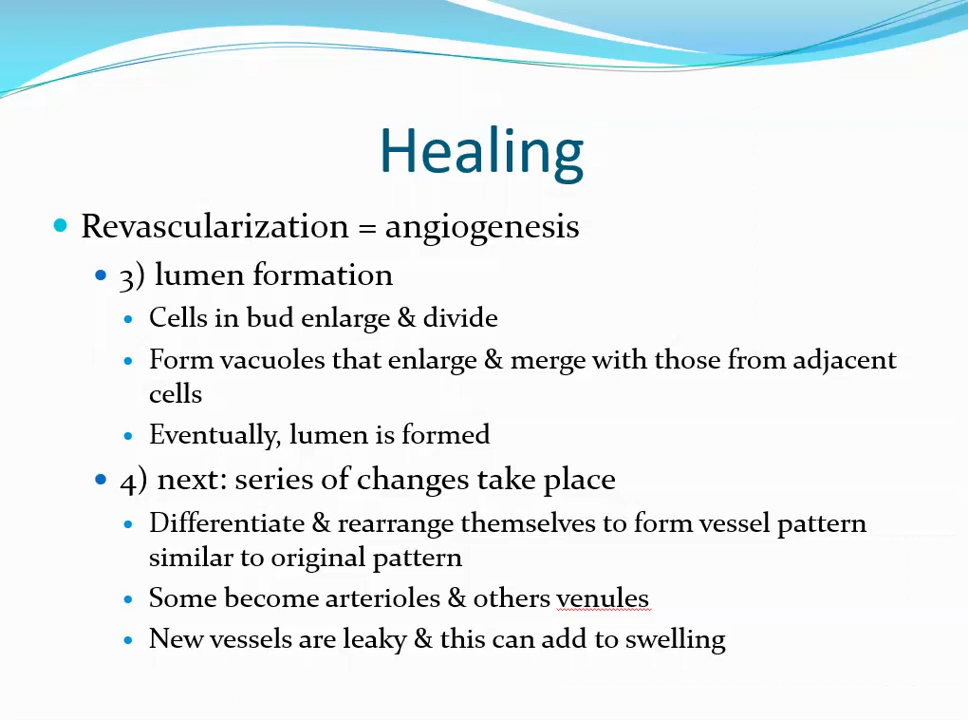 Healing
Revascularization = angiogenesis
3) lumen formation
Cells in bud enlarge & divide
Form vacuoles that enlarge & merge with those from adjacent
cells
Eventually, lumen is formed
4) next: series of changes take place
Differentiate & rearrange themselves to form vessel pattern
similar to original pattern
Some become arterioles & others venules
New vessels are leaky & this can add to swelling